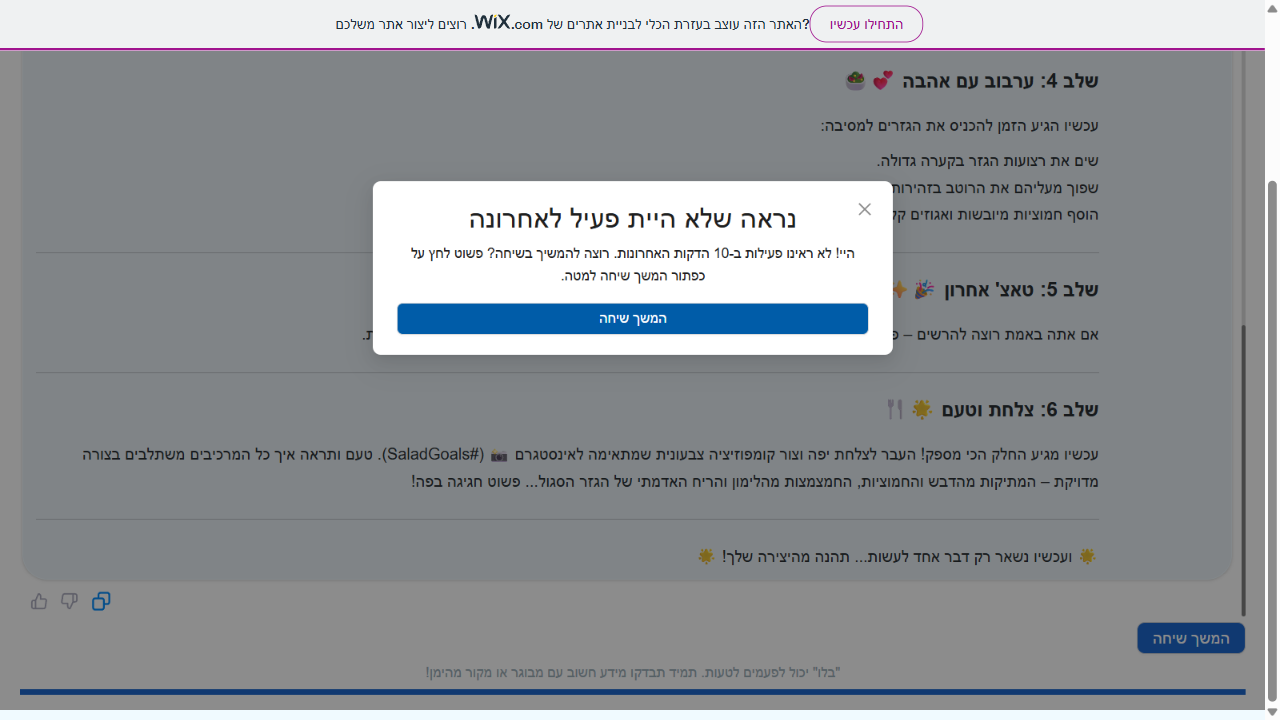 האתר הזה עוצב בעזרת הכלי לבניית אתרים של WiX.com. רוצים ליצור אתר משלכם?
התחילו עכשיו
שלב 4: ערבוב עם אהבה 💕 🥗
עכשיו הגיע הזמן להכניס את הגזרים למסיבה:
שים את רצועות הגזר בקערה גדולה.
שפוך מעליהם את הרוטב בזהירות
הוסף חמוציות מיובשות ואגוזים
שלב 5: טאצ' אחרון 🎉✨
אם אתה באמת רוצה להרשים –
שלב 6: צלחת וטעם 🌟🍴
עכשיו מגיע החלק הכי מספק! העבר לצלחת יפה וצור קומפוזיציה צבעונית שמתאימה לאינסטגרם 📷 (#SaladGoals). טעם ותראה איך כל המרכיבים משתלבים בצורה
מדויקת – המתיקות מהדבש והחמוציות, החמצמצות מהלימון והריח האדמתי של הגזר הסגול... פשוט חגיגה בפה!
🌟 ועכשיו נשאר רק דבר אחד לעשות... תהנה מהיצירה שלך! 🌟
נראה שלא היית פעיל לאחרונה
היי! לא ראינו פעילות ב-10 הדקות האחרונות. רוצה להמשיך בשיחה? פשוט לחץ על
כפתור המשך שיחה למטה.
המשך שיחה
המשך שיחה
"בלו" יכול לפעמים לטעות. תמיד תבדקו מידע חשוב עם מבוגר או מקור מהימן!